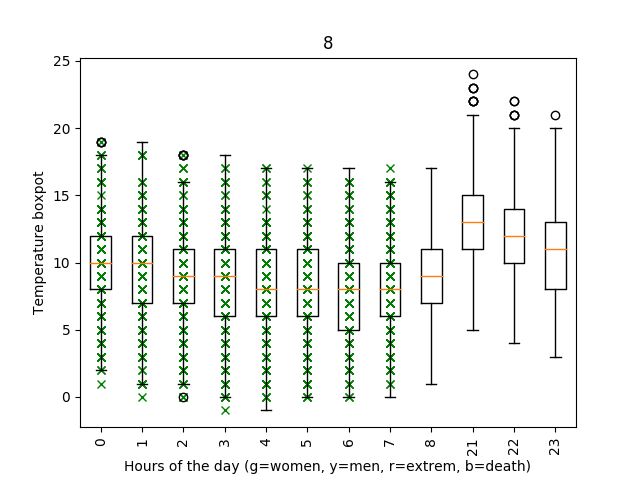 8
25
20
15
10
5
0
Temperature boxpot
0 1 2 3 4 5 6 7 8 21 22 23
Hours of the day (g=women, y=men, r=extrem, b=death)